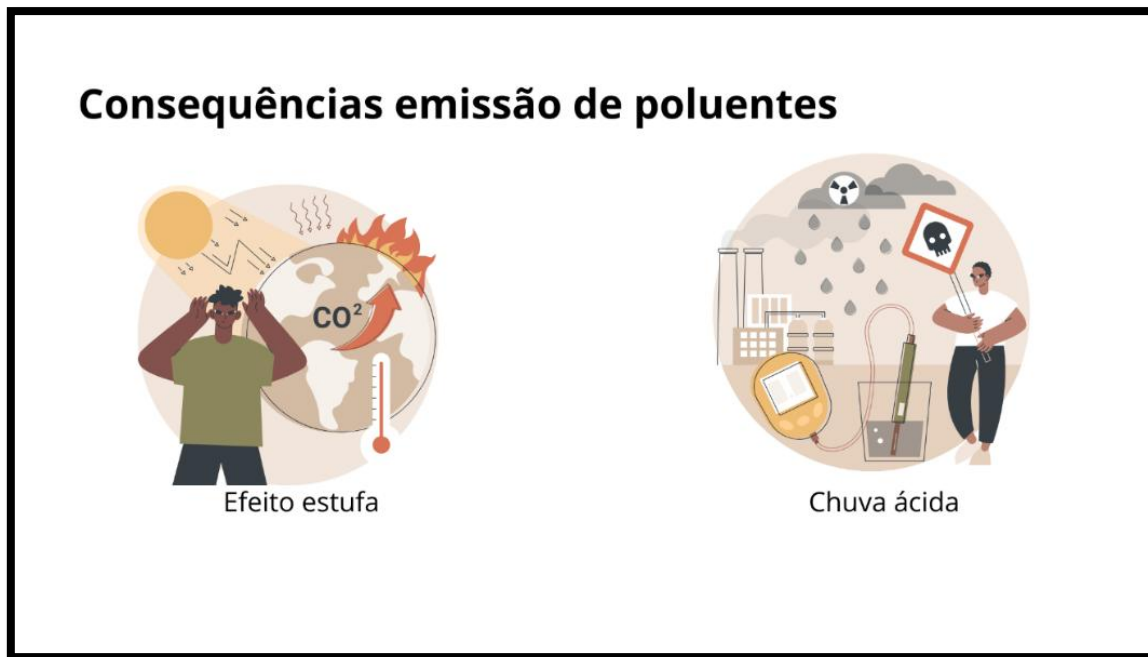 Consequências emissão de poluentes
CO²
Efeito estufa
Chuva ácida